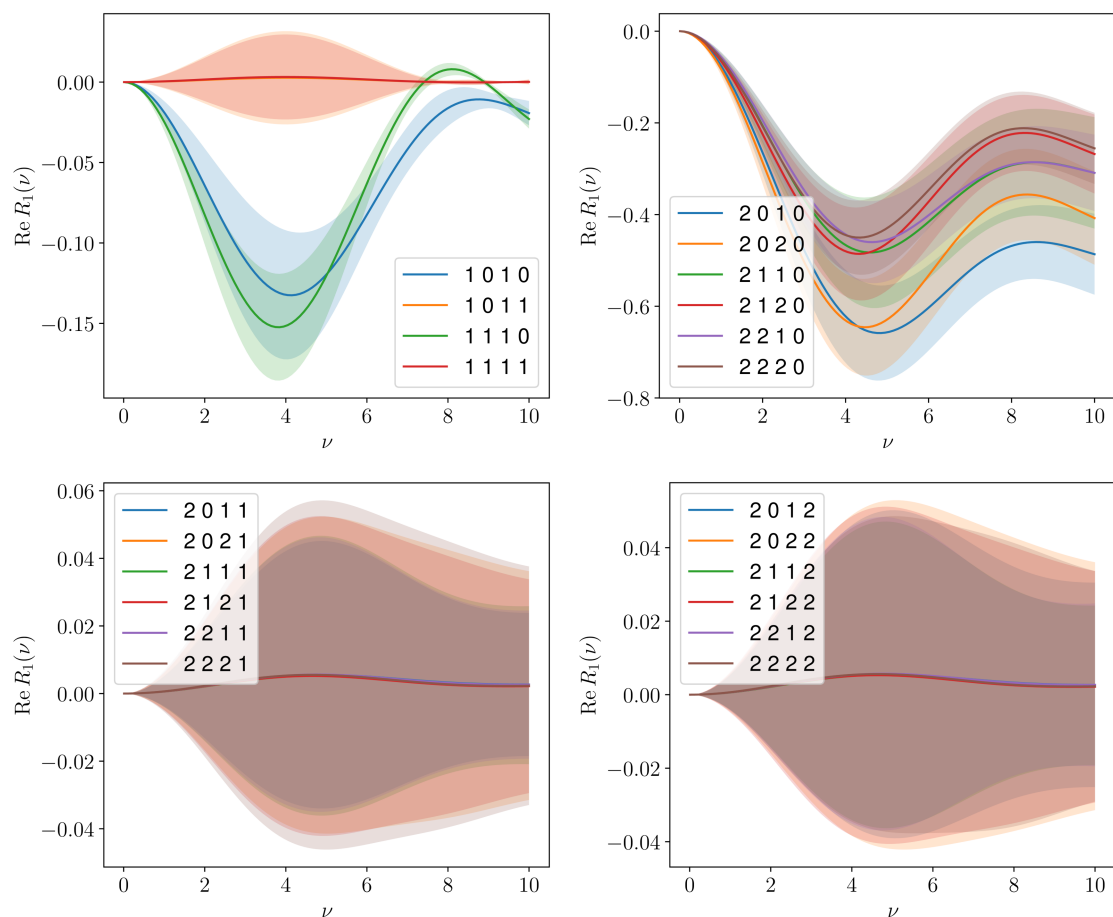 0.00
−0.05
−0.10
−0.15
Re R₁(ν)
0 2 4 6 8 10
ν
1 0 1 0
1 0 1 1
1 1 1 0
1 1 1 1
0.0
−0.2
−0.4
−0.6
−0.8
Re R₁(ν)
0 2 4 6 8 10
ν
2 0 1 0
2 0 2 0
2 1 1 0
2 1 2 0
2 2 1 0
2 2 2 0
0.06
0.04
0.02
0.00
−0.02
−0.04
Re R₁(ν)
0 2 4 6 8 10
ν
2 0 1 1
2 0 2 1
2 1 1 1
2 1 2 1
2 2 1 1
2 2 2 1
0.04
0.02
0.00
−0.02
−0.04
Re R₁(ν)
0 2 4 6 8 10
ν
2 0 1 2
2 0 2 2
2 1 1 2
2 1 2 2
2 2 1 2
2 2 2 2